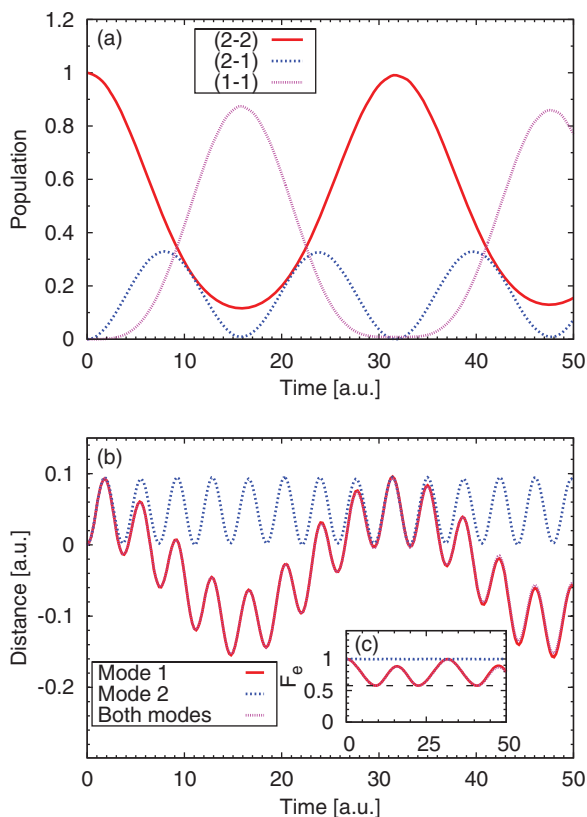 (a)
(2-2)
(2-1)
(1-1)
Population
1.2
1
0.8
0.6
0.4
0.2
0
0 10 20 30 40 50
Time [a.u.]
(b)
Distance [a.u.]
0.1
0
-0.1
-0.2
Mode 1
Mode 2
Both modes
(c)
Fe
1
0.5
0
0 25 50
0 10 20 30 40 50
Time [a.u.]